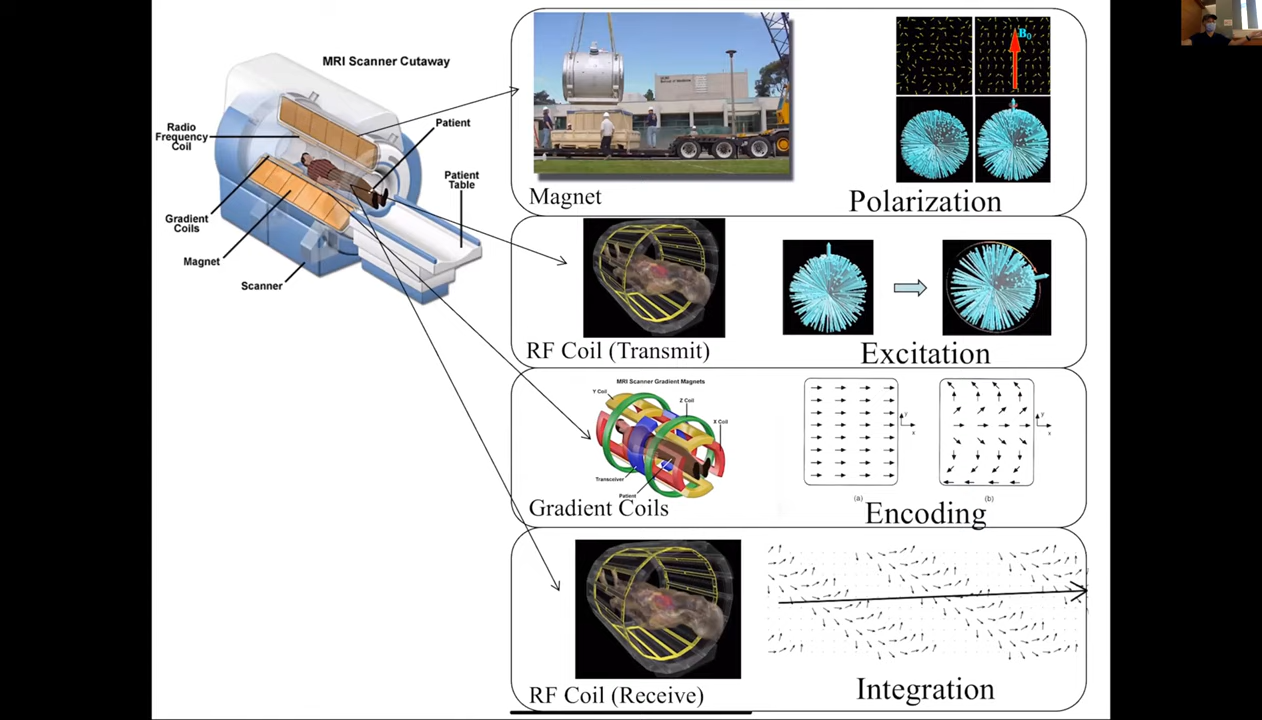 MRI Scanner Cutaway
Radio
Frequency
Coil
Patient
Patient
Table
Gradient
Coils
Magnet
Scanner
Magnet
B₀
Polarization
RF Coil (Transmit)
Excitation
MRI Scanner Gradient Magnets
Y Coil
Z Coil
X Coil
Transceiver
Patient
Gradient Coils
y
x
(a)
y
x
(b)
Encoding
RF Coil (Receive)
Integration